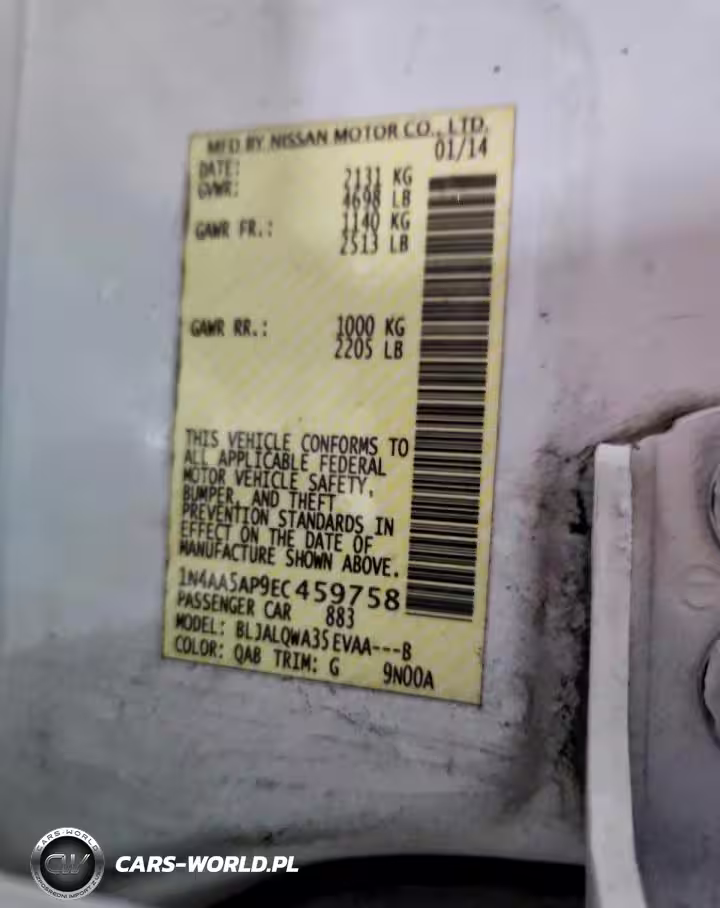 MFD BY NISSAN MOTOR CO., LTD.
DATE: 01/14
GVWR: 2131 KG
4698 LB
GAWR FR.: 1140 KG
2513 LB
GAWR RR.: 1000 KG
2205 LB
THIS VEHICLE CONFORMS TO
ALL APPLICABLE FEDERAL
MOTOR VEHICLE SAFETY,
BUMPER, AND THEFT
PREVENTION STANDARDS IN
EFFECT ON THE DATE OF
MANUFACTURE SHOWN ABOVE.
1N4AA5AP9EC459758
PASSENGER CAR 883
MODEL: BLJALQWA35EVAA---B
COLOR: QAB TRIM: G 9N00A
CARS-WORLD
CW
CARS-WORLD.PL